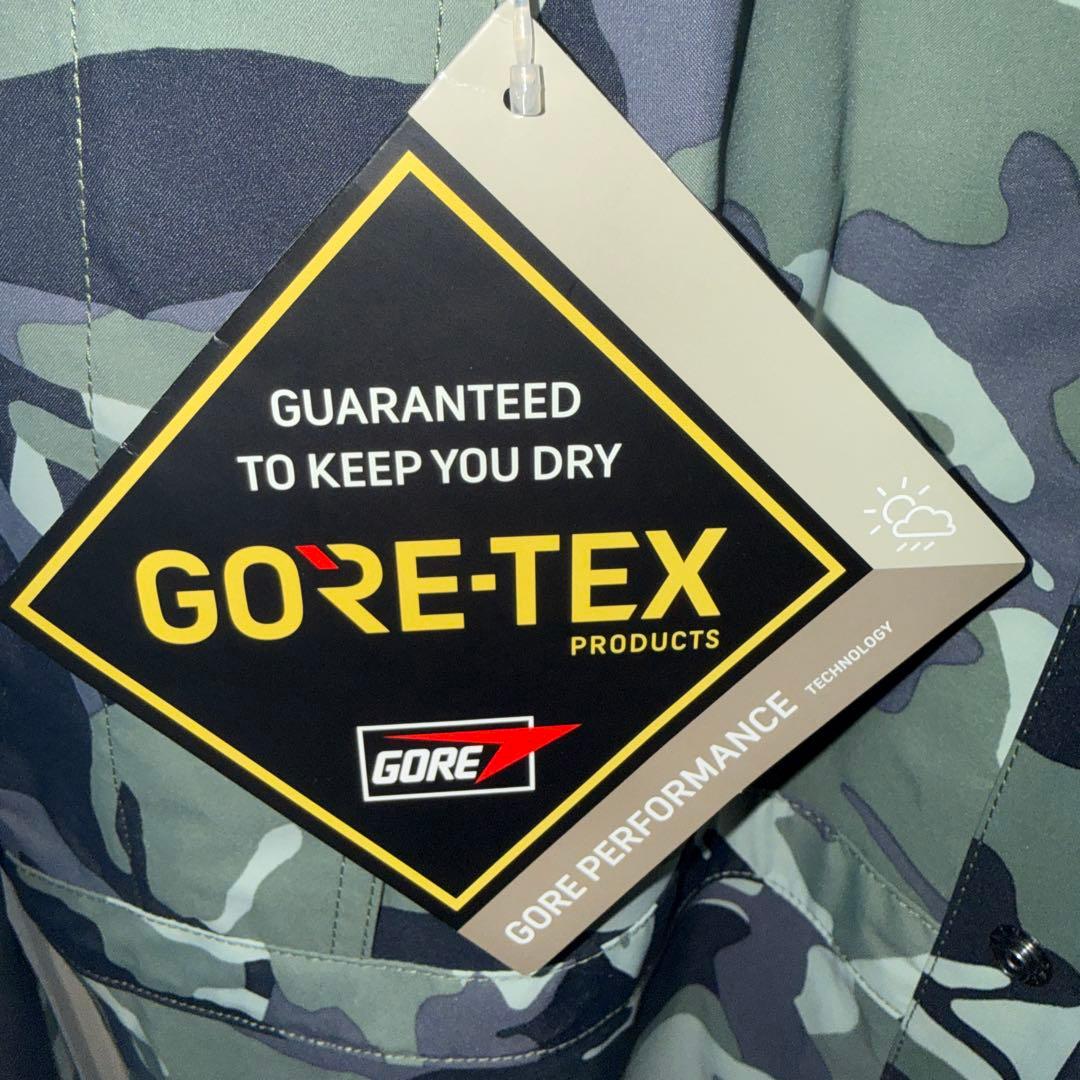 GUARANTEED
TO KEEP YOU DRY
GORE-TEX
PRODUCTS
GORE
GORE PERFORMANCE TECHNOLOGY